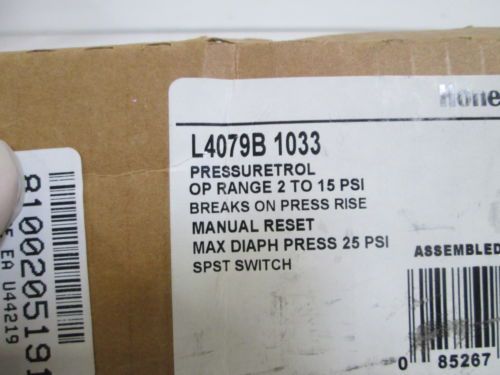 L4079B 1033
PRESSURETROL
OP RANGE 2 TO 15 PSI
BREAKS ON PRESS RISE
MANUAL RESET
MAX DIAPH PRESS 25 PSI
SPST SWITCH
ASSEMBLED
0 85267
EA U44219